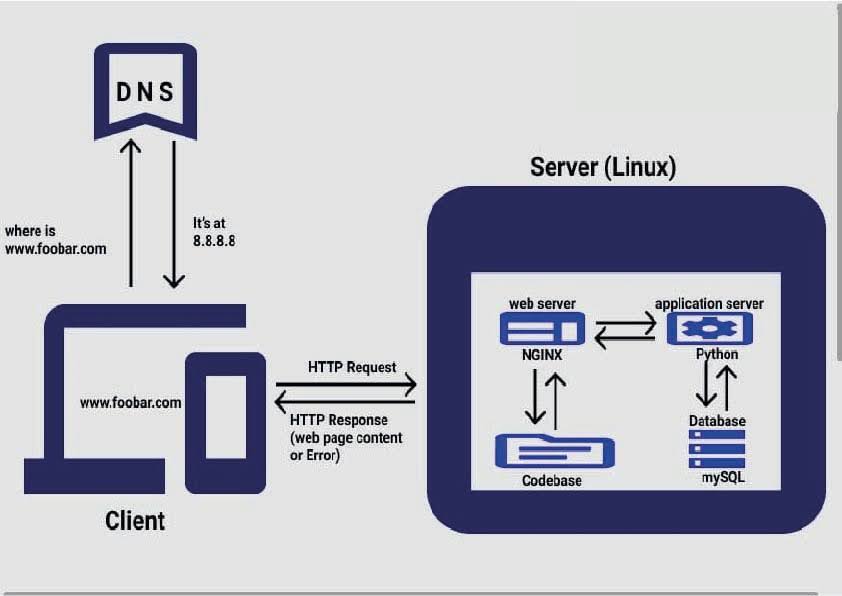 DNS
where is
www.foobar.com
It's at
8.8.8.8
www.foobar.com
Client
HTTP Request
HTTP Response
(web page content
or Error)
Server (Linux)
web server
NGINX
application server
Python
Codebase
Database
mySQL